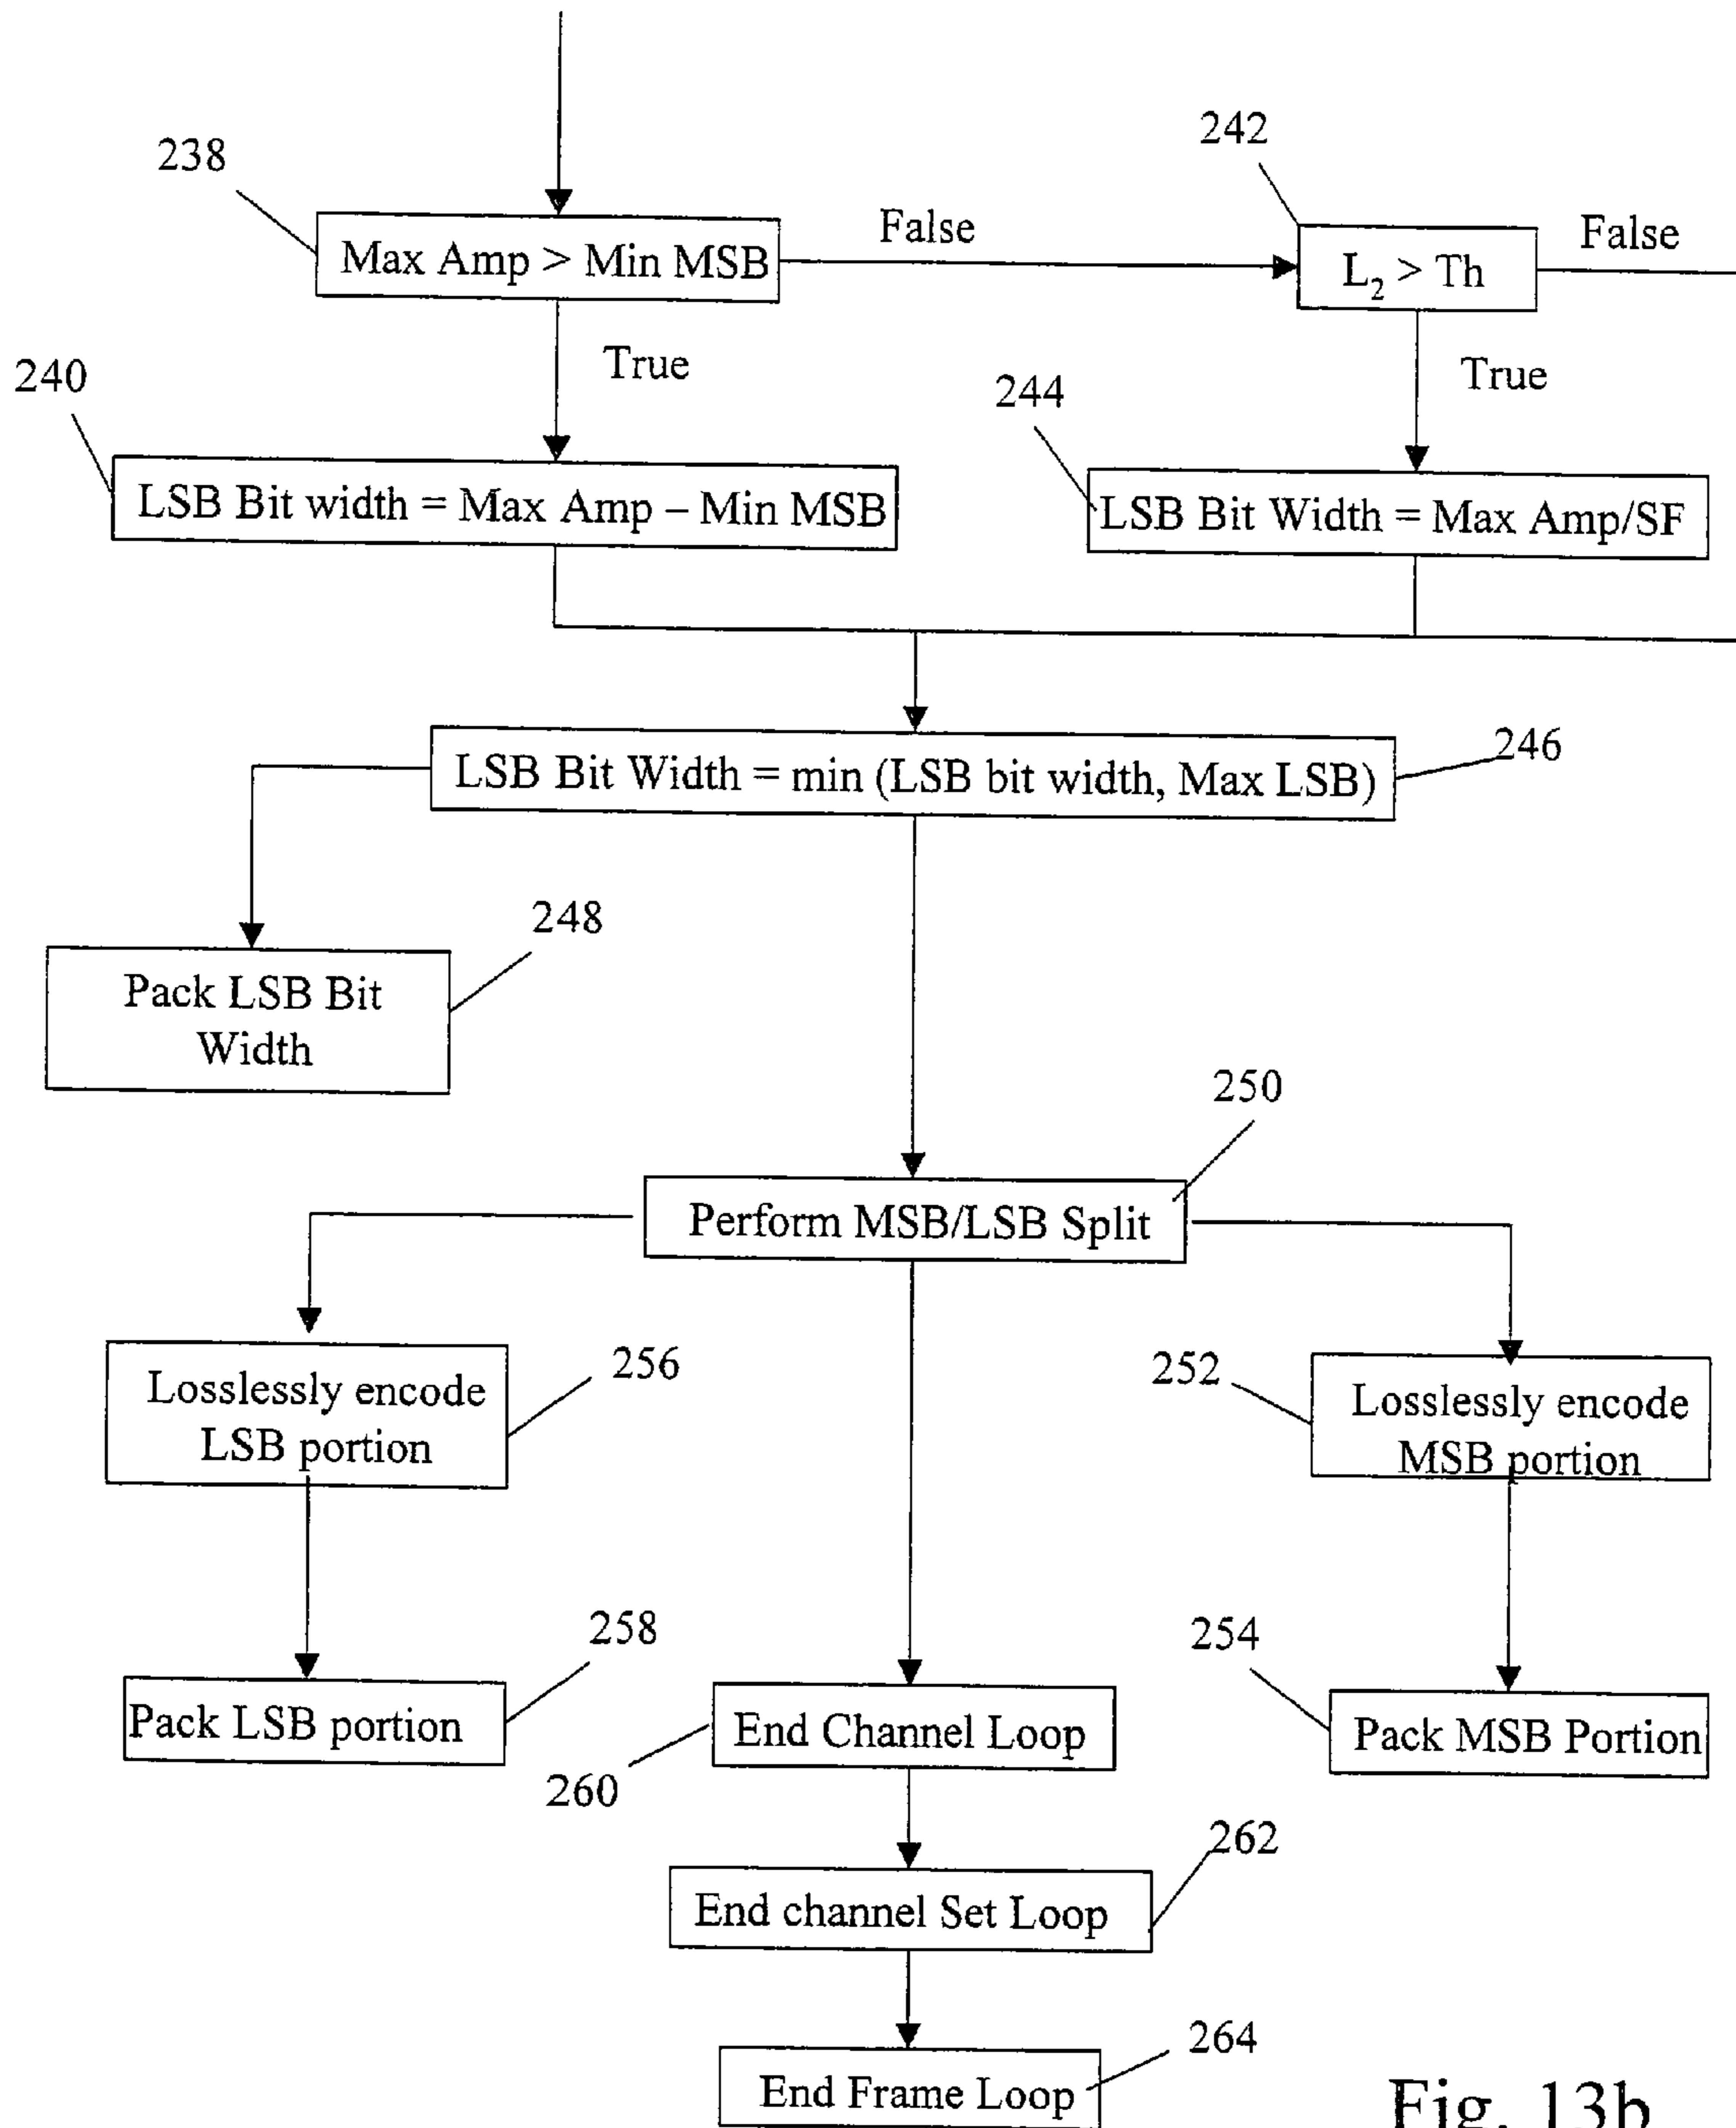 242
238
False
False
Max Amp > Min MSB
L2 > Th
True
True
240
244
LSB Bit width = Max Amp – Min MSB
LSB Bit Width = Max Amp/SF
246
LSB Bit Width = min (LSB bit width, Max LSB)
248
Pack LSB Bit
Width
250
Perform MSB/LSB Split
256
252
Losslessly encode
LSB portion
Losslessly encode
MSB portion
258
254
Pack LSB portion
End Channel Loop
Pack MSB Portion
260
262
End channel Set Loop
264
End Frame Loop
Fig. 13b